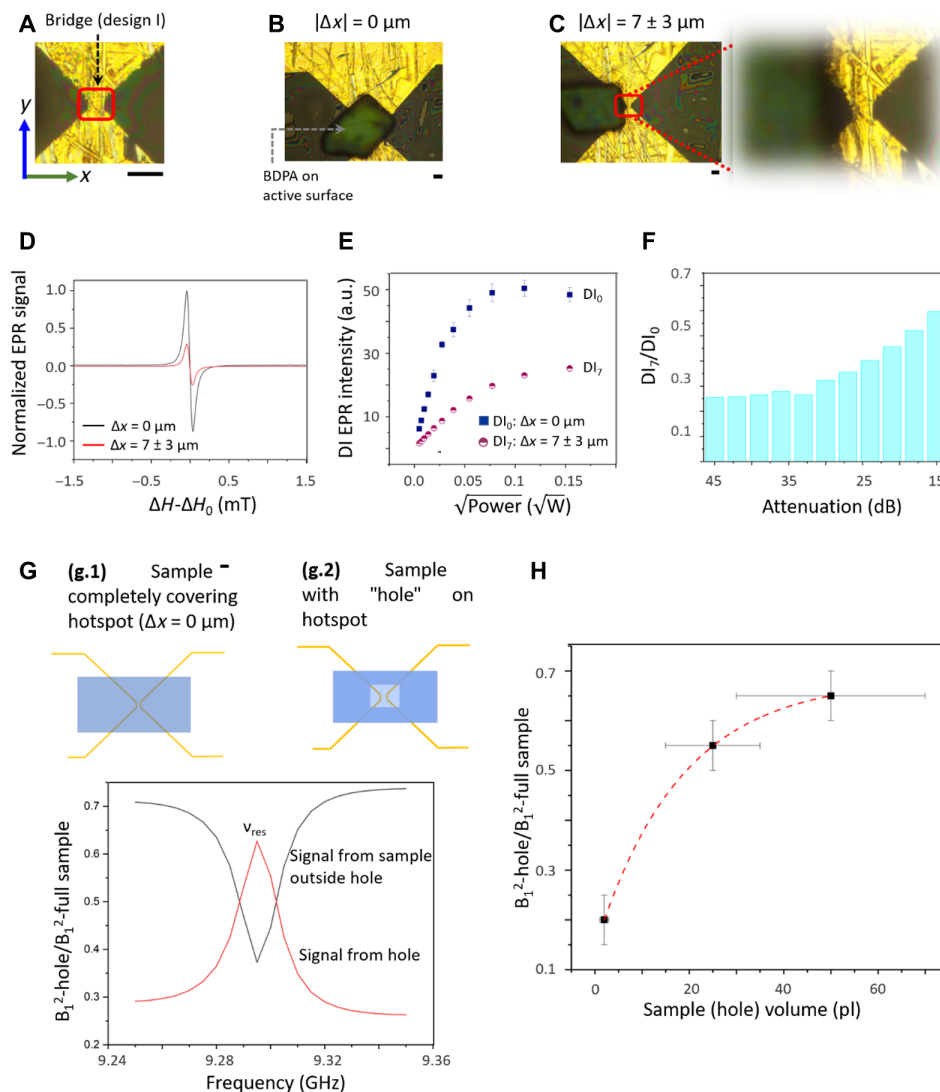 A
Bridge (design I)
y
x
B
|Δx| = 0 µm
BDPA on
active surface
C
|Δx| = 7 ± 3 µm
D
Normalized EPR signal
1.0
0.5
0.0
−0.5
−1.0
Δx = 0 µm
Δx = 7 ± 3 µm
−1.5
−1.0
−0.5
0.0
0.5
1.0
1.5
ΔH-ΔH0 (mT)
E
DI EPR intensity (a.u.)
50
30
10
DI0
DI7
DI0: Δx = 0 µm
DI7: Δx = 7 ± 3 µm
0.0
0.05
0.10
0.15
√Power (√W)
F
DI7/DI0
0.7
0.5
0.3
0.1
45
35
25
15
Attenuation (dB)
G
(g.1) Sample
completely covering
hotspot (Δx = 0 µm)
(g.2) Sample
with "hole" on
hotspot
B1²-hole/B1²-full sample
0.7
0.6
0.5
0.4
0.3
0.2
νres
Signal from sample
outside hole
Signal from hole
9.24
9.28
9.32
9.36
Frequency (GHz)
H
B1²-hole/B1²-full sample
0.7
0.5
0.3
0.1
0
20
40
60
Sample (hole) volume (pl)